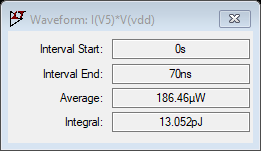 Waveform: I(V5)*V(vdd)
Interval Start: 0s
Interval End: 70ns
Average: 186.46µW
Integral: 13.052pJ